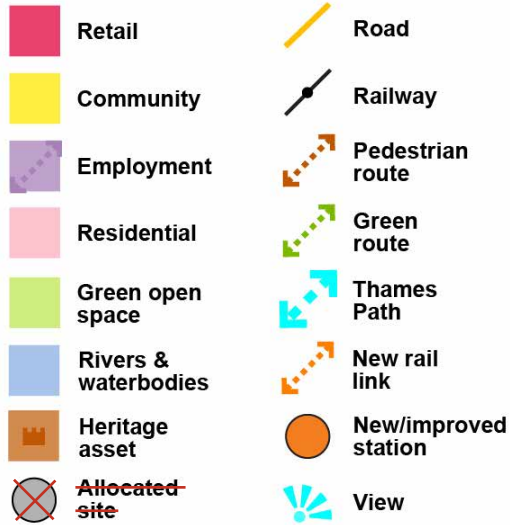 Retail
Community
Employment
Residential
Green open
space
Rivers &
waterbodies
Heritage
asset
Allocated
site
Road
Railway
Pedestrian
route
Green
route
Thames
Path
New rail
link
New/improved
station
View